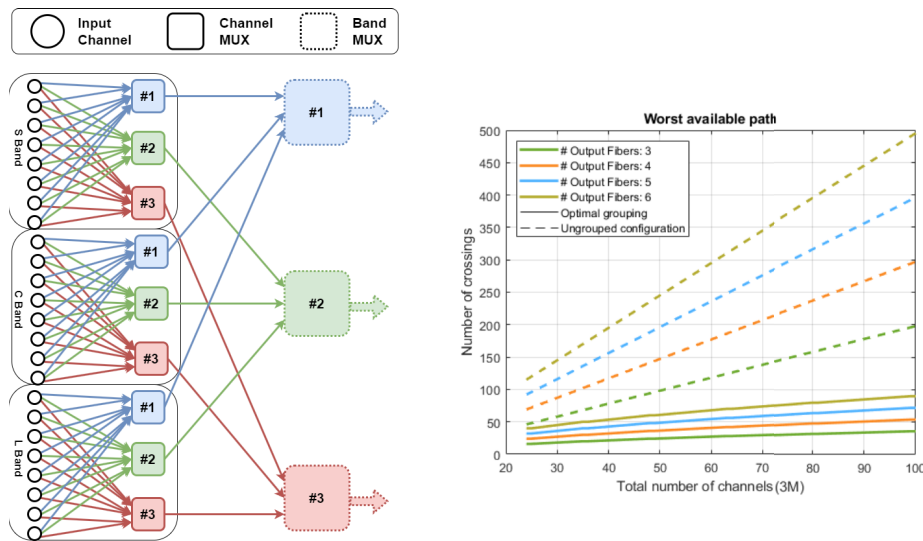 Input
Channel
Channel
MUX
Band
MUX
S Band
#1
#2
#3
C Band
#1
#2
#3
L Band
#1
#2
#3
#1
#2
#3
Worst available path
# Output Fibers: 3
# Output Fibers: 4
# Output Fibers: 5
# Output Fibers: 6
Optimal grouping
Ungrouped configuration
Number of crossings
500
450
400
350
300
250
200
150
100
50
0
20 30 40 50 60 70 80 90 100
Total number of channels (3M)